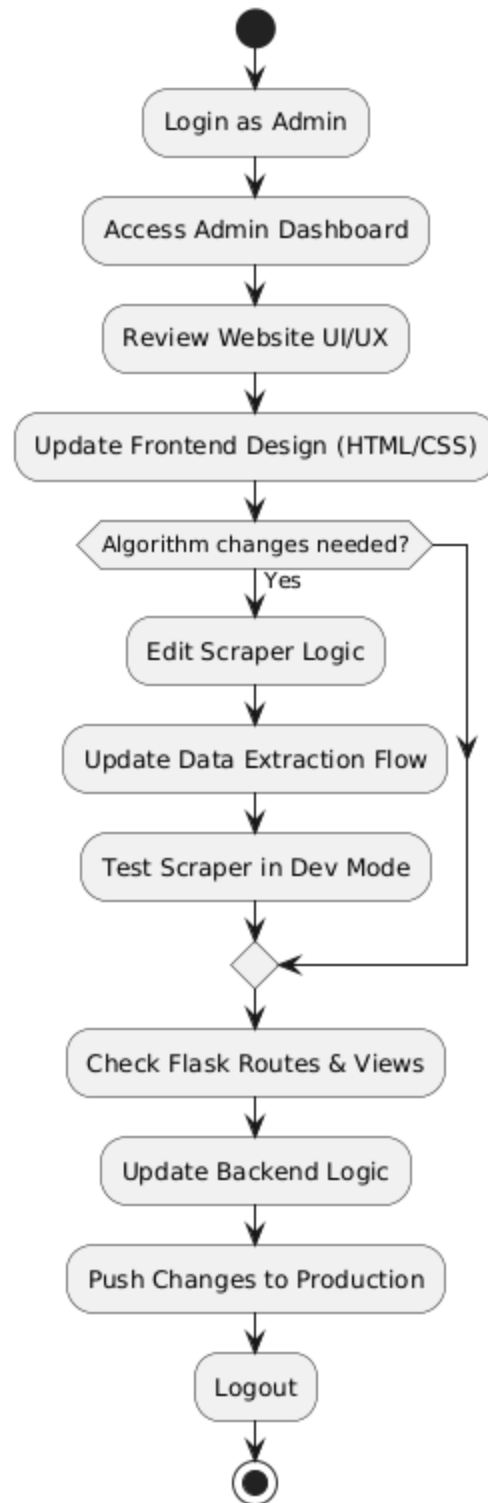 Login as Admin
Access Admin Dashboard
Review Website UI/UX
Update Frontend Design (HTML/CSS)
Algorithm changes needed?
Yes
Edit Scraper Logic
Update Data Extraction Flow
Test Scraper in Dev Mode
Check Flask Routes & Views
Update Backend Logic
Push Changes to Production
Logout